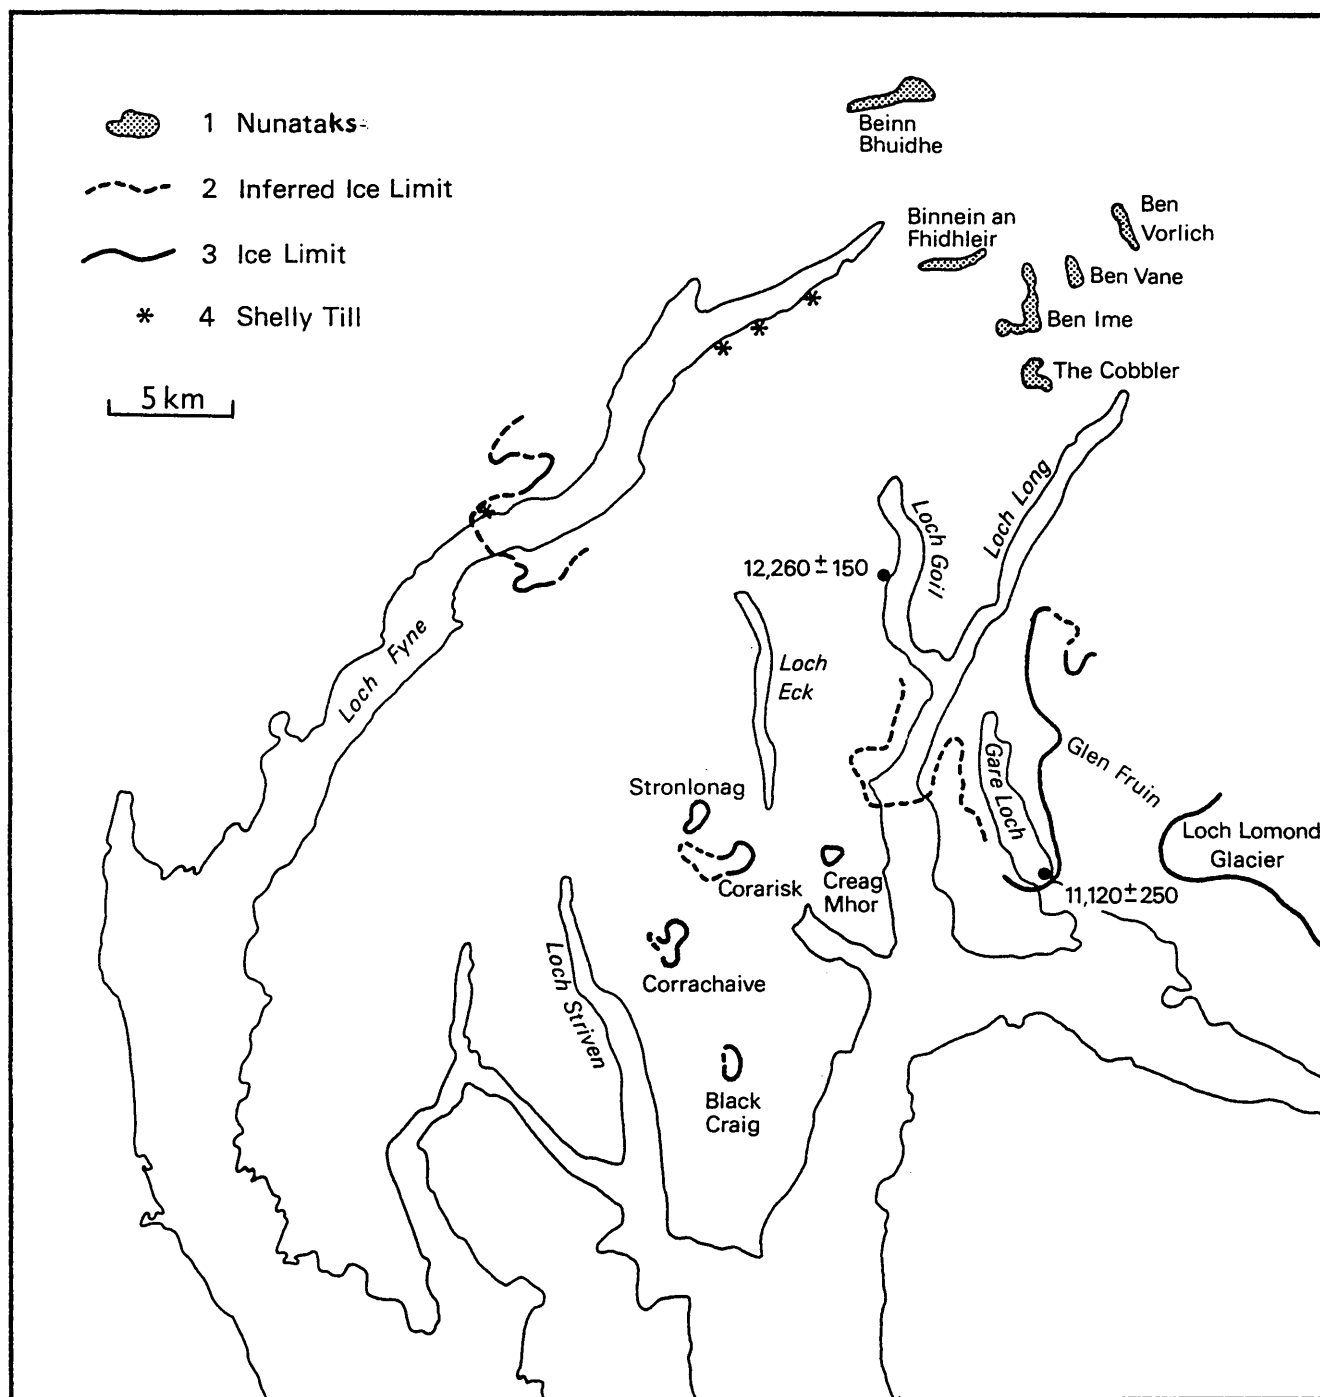 1 Nunataks
2 Inferred Ice Limit
3 Ice Limit
* 4 Shelly Till
5 km
Beinn
Bhuidhe
Binnein an
Fhidhleir
Ben
Vorlich
Ben Vane
Ben Ime
The Cobbler
Loch Long
Loch Goil
12,260 ± 150
Loch Fyne
Loch
Eck
Glen Fruin
Gare Loch
Stronlonag
Loch Lomond
Glacier
Corarisk
Creag
Mhor
11,120 ± 250
Corrachaive
Loch Striven
Black
Craig